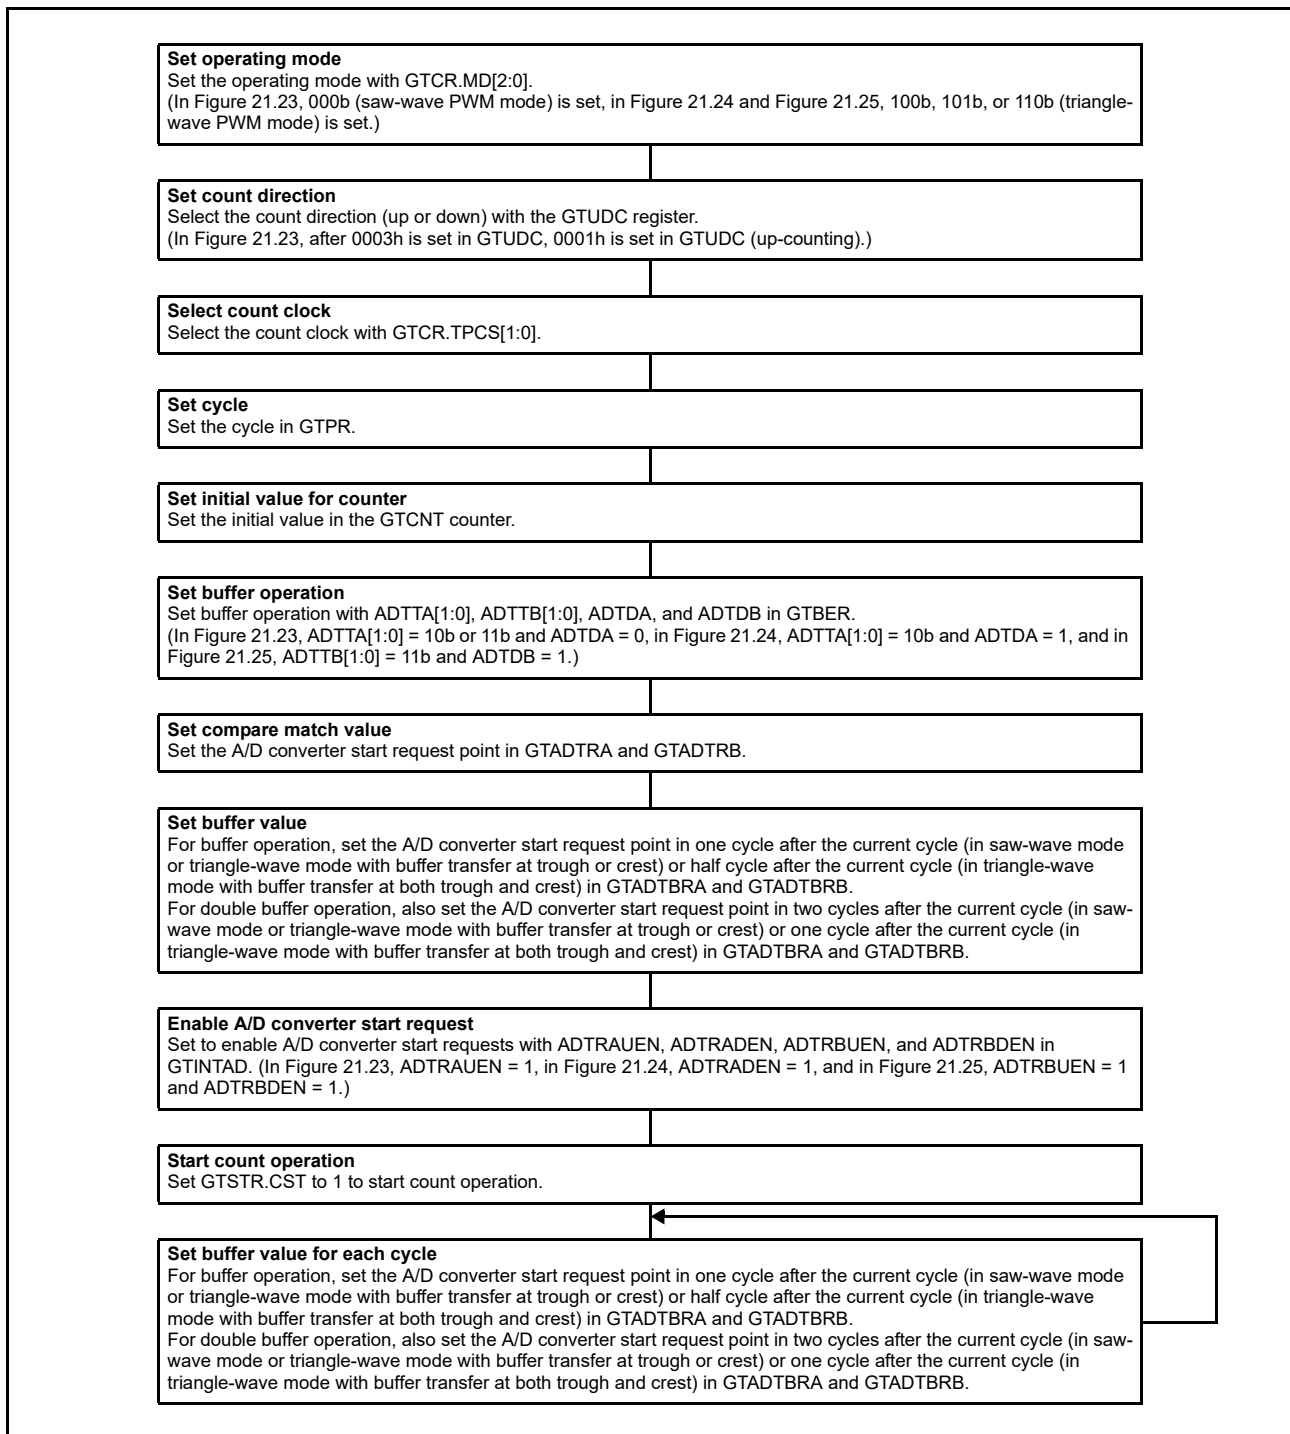 Set operating mode
Set the operating mode with GTCR.MD[2:0].
(In Figure 21.23, 000b (saw-wave PWM mode) is set, in Figure 21.24 and Figure 21.25, 100b, 101b, or 110b (triangle-
wave PWM mode) is set.)
Set count direction
Select the count direction (up or down) with the GTUDC register.
(In Figure 21.23, after 0003h is set in GTUDC, 0001h is set in GTUDC (up-counting).)
Select count clock
Select the count clock with GTCR.TPCS[1:0].
Set cycle
Set the cycle in GTPR.
Set initial value for counter
Set the initial value in the GTCNT counter.
Set buffer operation
Set buffer operation with ADTTA[1:0], ADTTB[1:0], ADTDA, and ADTDB in GTBER.
(In Figure 21.23, ADTTA[1:0] = 10b or 11b and ADTDA = 0, in Figure 21.24, ADTTA[1:0] = 10b and ADTDA = 1, and in
Figure 21.25, ADTTB[1:0] = 11b and ADTDB = 1.)
Set compare match value
Set the A/D converter start request point in GTADTRA and GTADTRB.
Set buffer value
For buffer operation, set the A/D converter start request point in one cycle after the current cycle (in saw-wave mode
or triangle-wave mode with buffer transfer at trough or crest) or half cycle after the current cycle (in triangle-wave
mode with buffer transfer at both trough and crest) in GTADTBRA and GTADTBRB.
For double buffer operation, also set the A/D converter start request point in two cycles after the current cycle (in saw-
wave mode or triangle-wave mode with buffer transfer at trough or crest) or one cycle after the current cycle (in
triangle-wave mode with buffer transfer at both trough and crest) in GTADTBRA and GTADTBRB.
Enable A/D converter start request
Set to enable A/D converter start requests with ADTRAUEN, ADTRADEN, ADTRBUEN, and ADTRBDEN in
GTINTAD. (In Figure 21.23, ADTRAUEN = 1, in Figure 21.24, ADTRADEN = 1, and in Figure 21.25, ADTRBUEN = 1
and ADTRBDEN = 1.)
Start count operation
Set GTSTR.CST to 1 to start count operation.
Set buffer value for each cycle
For buffer operation, set the A/D converter start request point in one cycle after the current cycle (in saw-wave mode
or triangle-wave mode with buffer transfer at trough or crest) or half cycle after the current cycle (in triangle-wave
mode with buffer transfer at both trough and crest) in GTADTBRA and GTADTBRB.
For double buffer operation, also set the A/D converter start request point in two cycles after the current cycle (in saw-
wave mode or triangle-wave mode with buffer transfer at trough or crest) or one cycle after the current cycle (in
triangle-wave mode with buffer transfer at both trough and crest) in GTADTBRA and GTADTBRB.